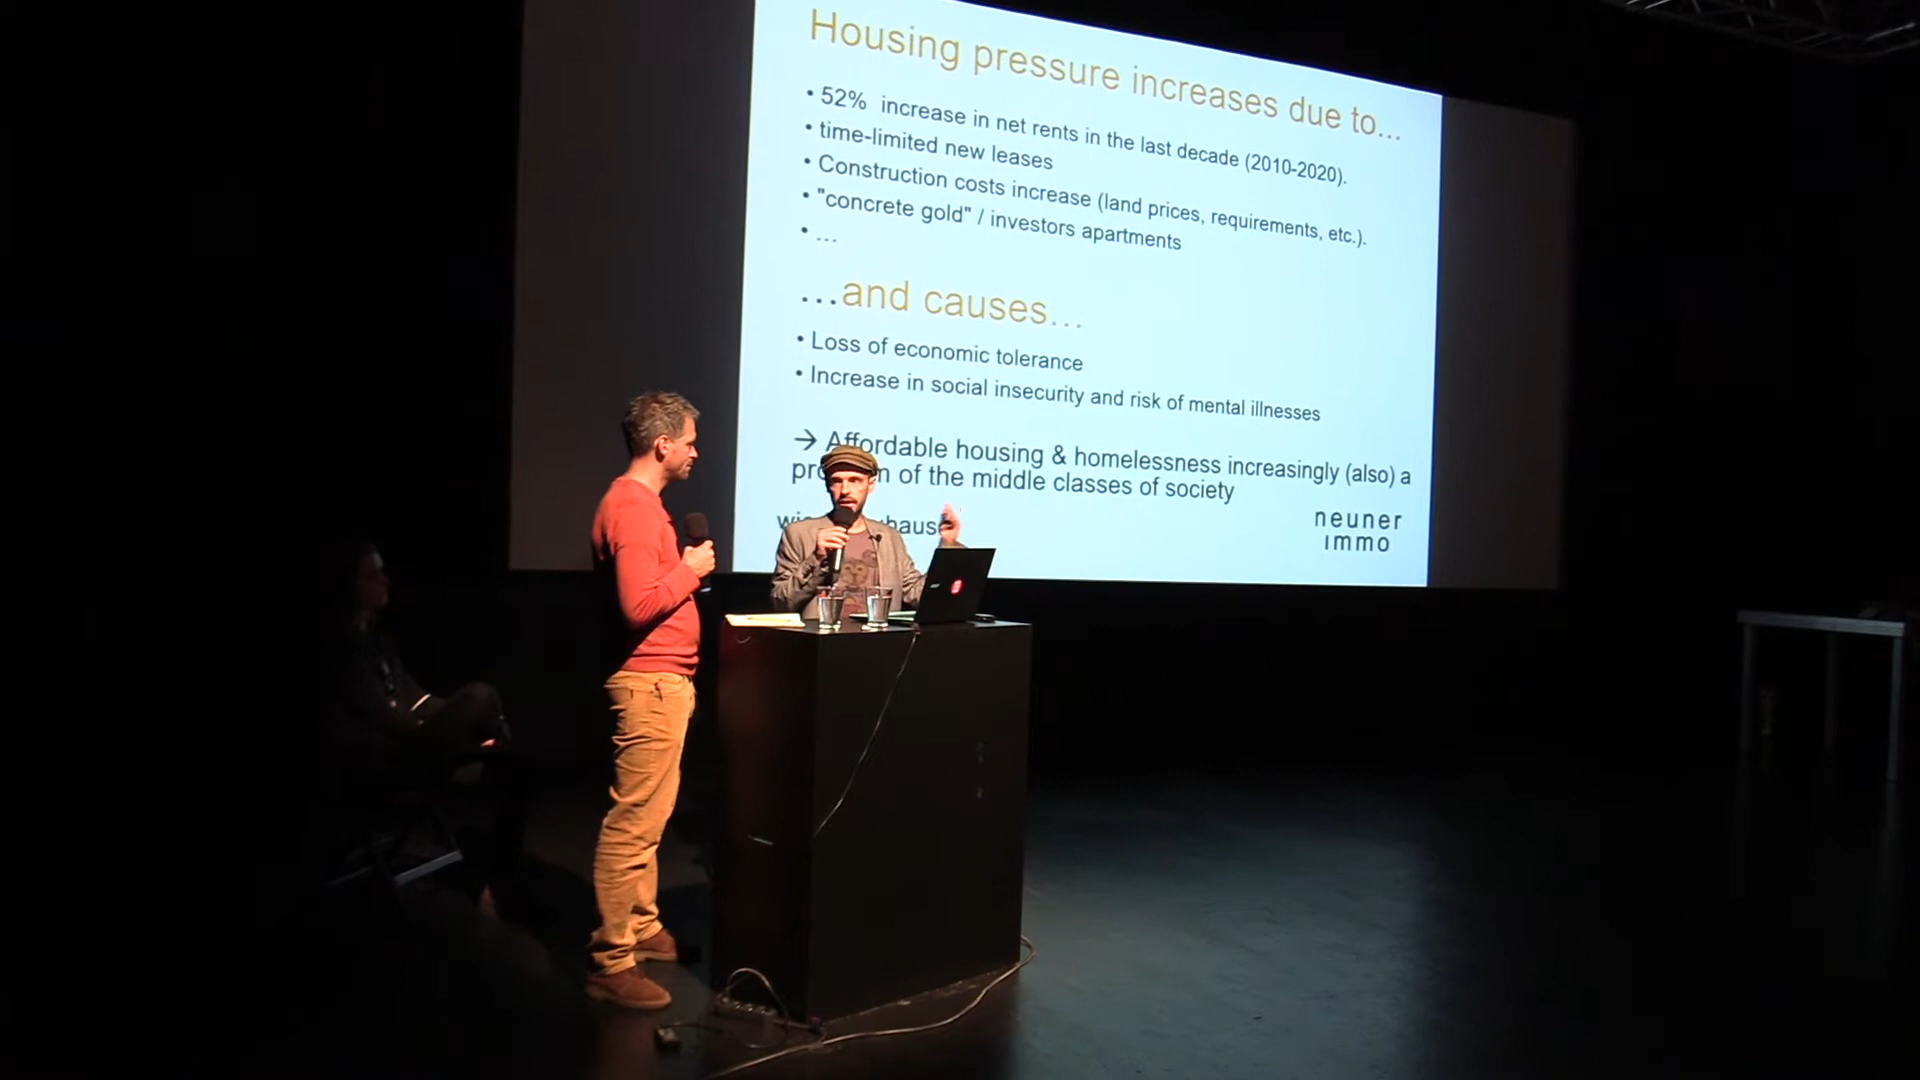 Housing pressure increases due to...
• 52% increase in net rents in the last decade (2010-2020).
• time-limited new leases
• Construction costs increase (land prices, requirements, etc.).
• "concrete gold" / investors apartments
• ...
...and causes...
• Loss of economic tolerance
• Increase in social insecurity and risk of mental illnesses
→ Affordable housing & homelessness increasingly (also) a
of the middle classes of society
neuner
immo